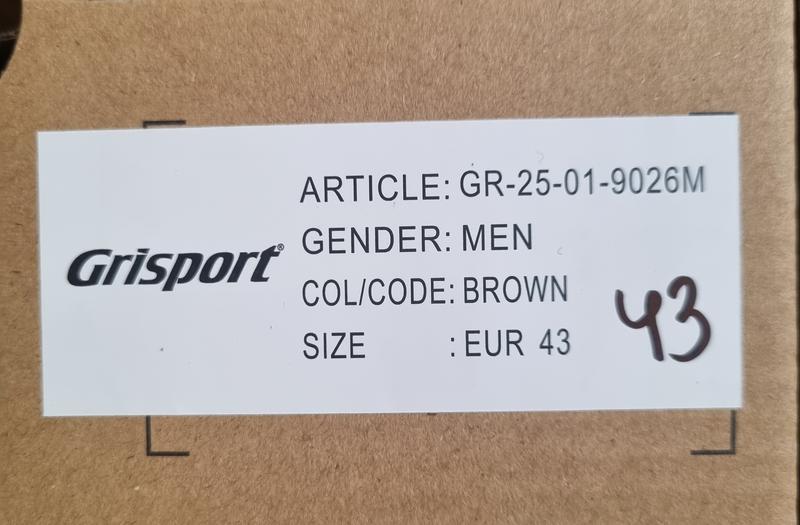 Grisport®
ARTICLE: GR-25-01-9026M
GENDER: MEN
COL/CODE: BROWN
SIZE : EUR 43
43